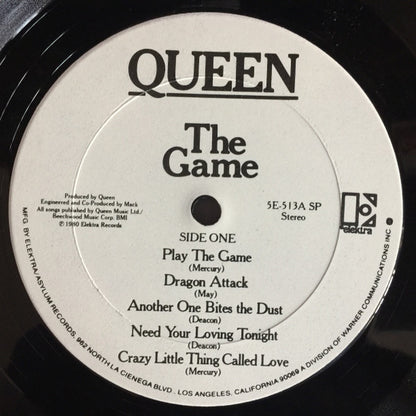 QUEEN
The
Game
Produced by Queen
Engineered and Co-Produced by Mack
All songs published by Queen Music Ltd./
Beechwood Music Corp. BMI
℗ 1980 Elektra Records
5E-513A SP
Stereo
elektra
SIDE ONE
Play The Game
(Mercury)
Dragon Attack
(May)
Another One Bites the Dust
(Deacon)
Need Your Loving Tonight
(Deacon)
Crazy Little Thing Called Love
(Mercury)
MFG. BY ELEKTRA/ASYLUM RECORDS, 962 NORTH LA CIENEGA BLVD., LOS ANGELES, CALIFORNIA 90069 A DIVISION OF WARNER COMMUNICATIONS INC